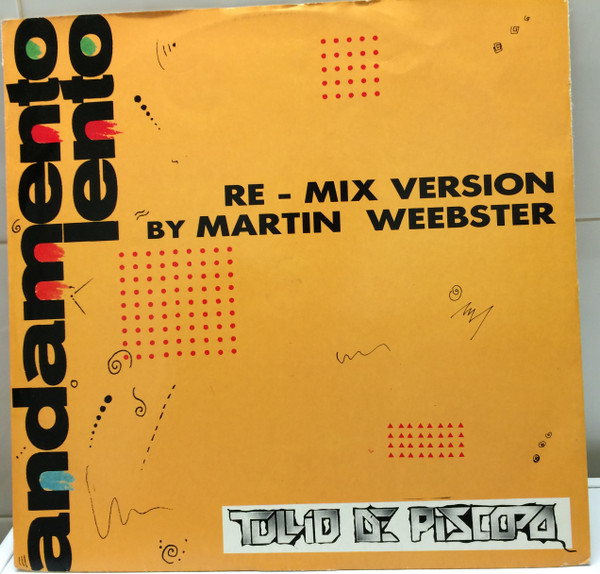 andamento
lento
RE - MIX VERSION
BY MARTIN WEEBSTER
TULLIO DE PISCOPO